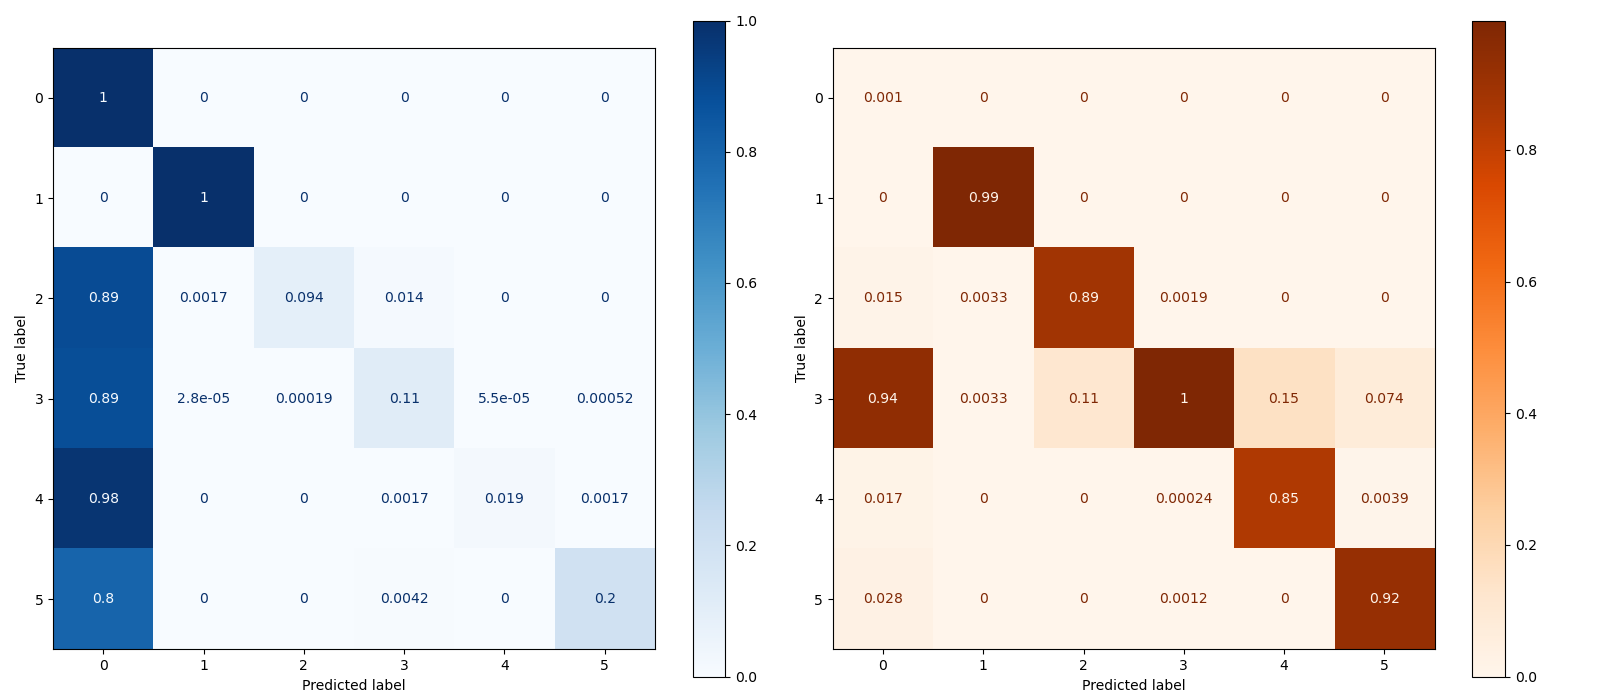 1.0
0 1 0 0 0 0 0
0.8
1 0 1 0 0 0 0
2 0.89 0.0017 0.094 0.014 0 0
0.6
True label
3 0.89 2.8e-05 0.00019 0.11 5.5e-05 0.00052
0.4
4 0.98 0 0 0.0017 0.019 0.0017
0.2
5 0.8 0 0 0.0042 0 0.2
0.0
0 1 2 3 4 5
Predicted label
0 0.001 0 0 0 0 0
0.8
1 0 0.99 0 0 0 0
0.6
2 0.015 0.0033 0.89 0.0019 0 0
True label
3 0.94 0.0033 0.11 1 0.15 0.074
0.4
4 0.017 0 0 0.00024 0.85 0.0039
0.2
5 0.028 0 0 0.0012 0 0.92
0.0
0 1 2 3 4 5
Predicted label